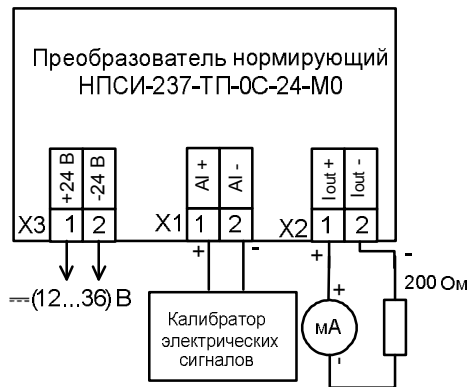 Преобразователь нормирующий
НПСИ-237-ТП-0С-24-М0
+24 В
-24 В
AI +
AI -
Iout +
Iout -
X3 1 2
X1 1 2
X2 1 2
+ -
+ -
⎓(12...36) В
Калибратор
электрических
сигналов
+
мА
-
200 Ом